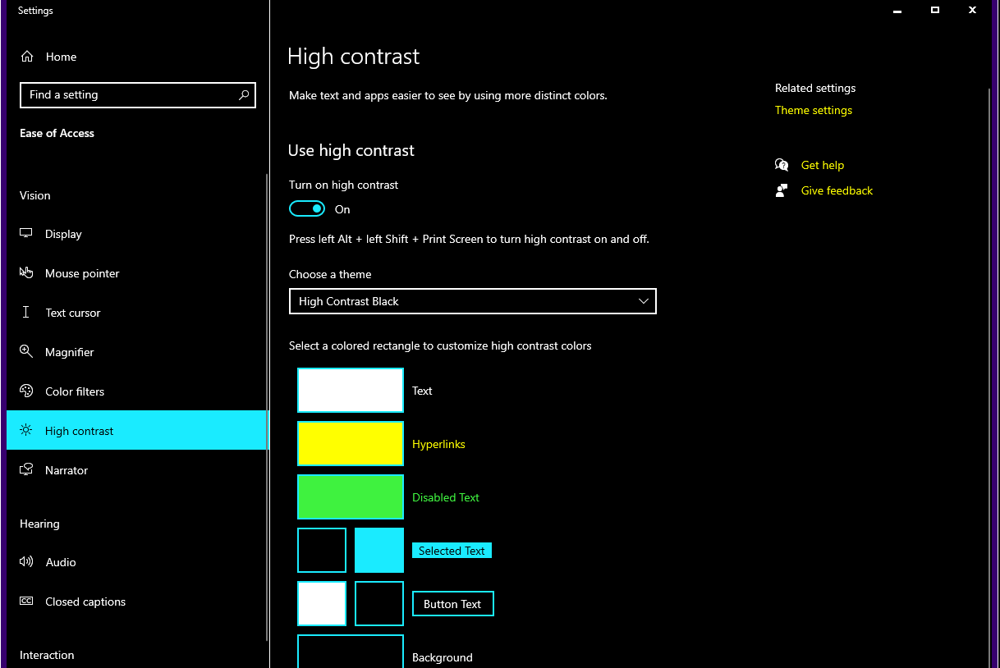 Settings
Home
Find a setting
Ease of Access
Vision
Display
Mouse pointer
Text cursor
Magnifier
Color filters
High contrast
Narrator
Hearing
Audio
CC
Closed captions
Interaction
High contrast
Make text and apps easier to see by using more distinct colors.
Use high contrast
Turn on high contrast
On
Press left Alt + left Shift + Print Screen to turn high contrast on and off.
Choose a theme
High Contrast Black
Select a colored rectangle to customize high contrast colors
Text
Hyperlinks
Disabled Text
Selected Text
Button Text
Background
Related settings
Theme settings
Get help
Give feedback